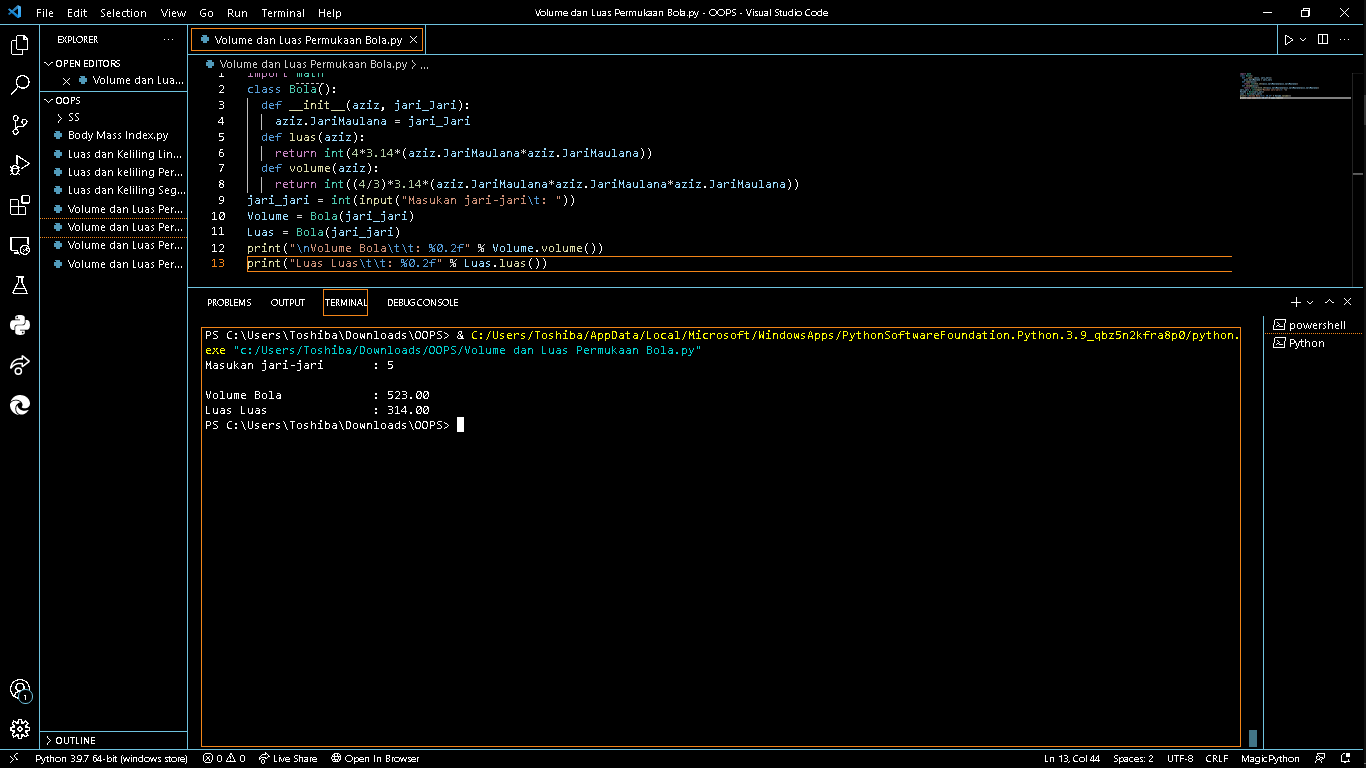 File Edit Selection View Go Run Terminal Help
Volume dan Luas Permukaan Bola.py - OOPS - Visual Studio Code
EXPLORER
OPEN EDITORS
Volume dan Lua...
OOPS
SS
Body Mass Index.py
Luas dan Keliling Lin...
Luas dan keliling Per...
Luas dan Keliling Seg...
Volume dan Luas Per...
Volume dan Luas Per...
Volume dan Luas Per...
Volume dan Luas Per...
OUTLINE
Volume dan Luas Permukaan Bola.py
Volume dan Luas Permukaan Bola.py > ...
1 import math
2 class Bola():
3 def __init__(aziz, jari_Jari):
4 aziz.JariMaulana = jari_Jari
5 def luas(aziz):
6 return int(4*3.14*(aziz.JariMaulana*aziz.JariMaulana))
7 def volume(aziz):
8 return int((4/3)*3.14*(aziz.JariMaulana*aziz.JariMaulana*aziz.JariMaulana))
9 jari_jari = int(input("Masukan jari-jari\t: "))
10 Volume = Bola(jari_jari)
11 Luas = Bola(jari_jari)
12 print("\nVolume Bola\t\t: %0.2f" % Volume.volume())
13 print("Luas Luas\t\t: %0.2f" % Luas.luas())
PROBLEMS OUTPUT TERMINAL DEBUG CONSOLE
PS C:\Users\Toshiba\Downloads\OOPS> & C:/Users/Toshiba/AppData/Local/Microsoft/WindowsApps/PythonSoftwareFoundation.Python.3.9_qbz5n2kfra8p0/python.
exe "c:/Users/Toshiba/Downloads/OOPS/Volume dan Luas Permukaan Bola.py"
Masukan jari-jari : 5
Volume Bola : 523.00
Luas Luas : 314.00
PS C:\Users\Toshiba\Downloads\OOPS>
powershell
Python
1
Python 3.9.7 64-bit (windows store) 0 0 Live Share Open In Browser Ln 13, Col 44 Spaces: 2 UTF-8 CRLF MagicPython